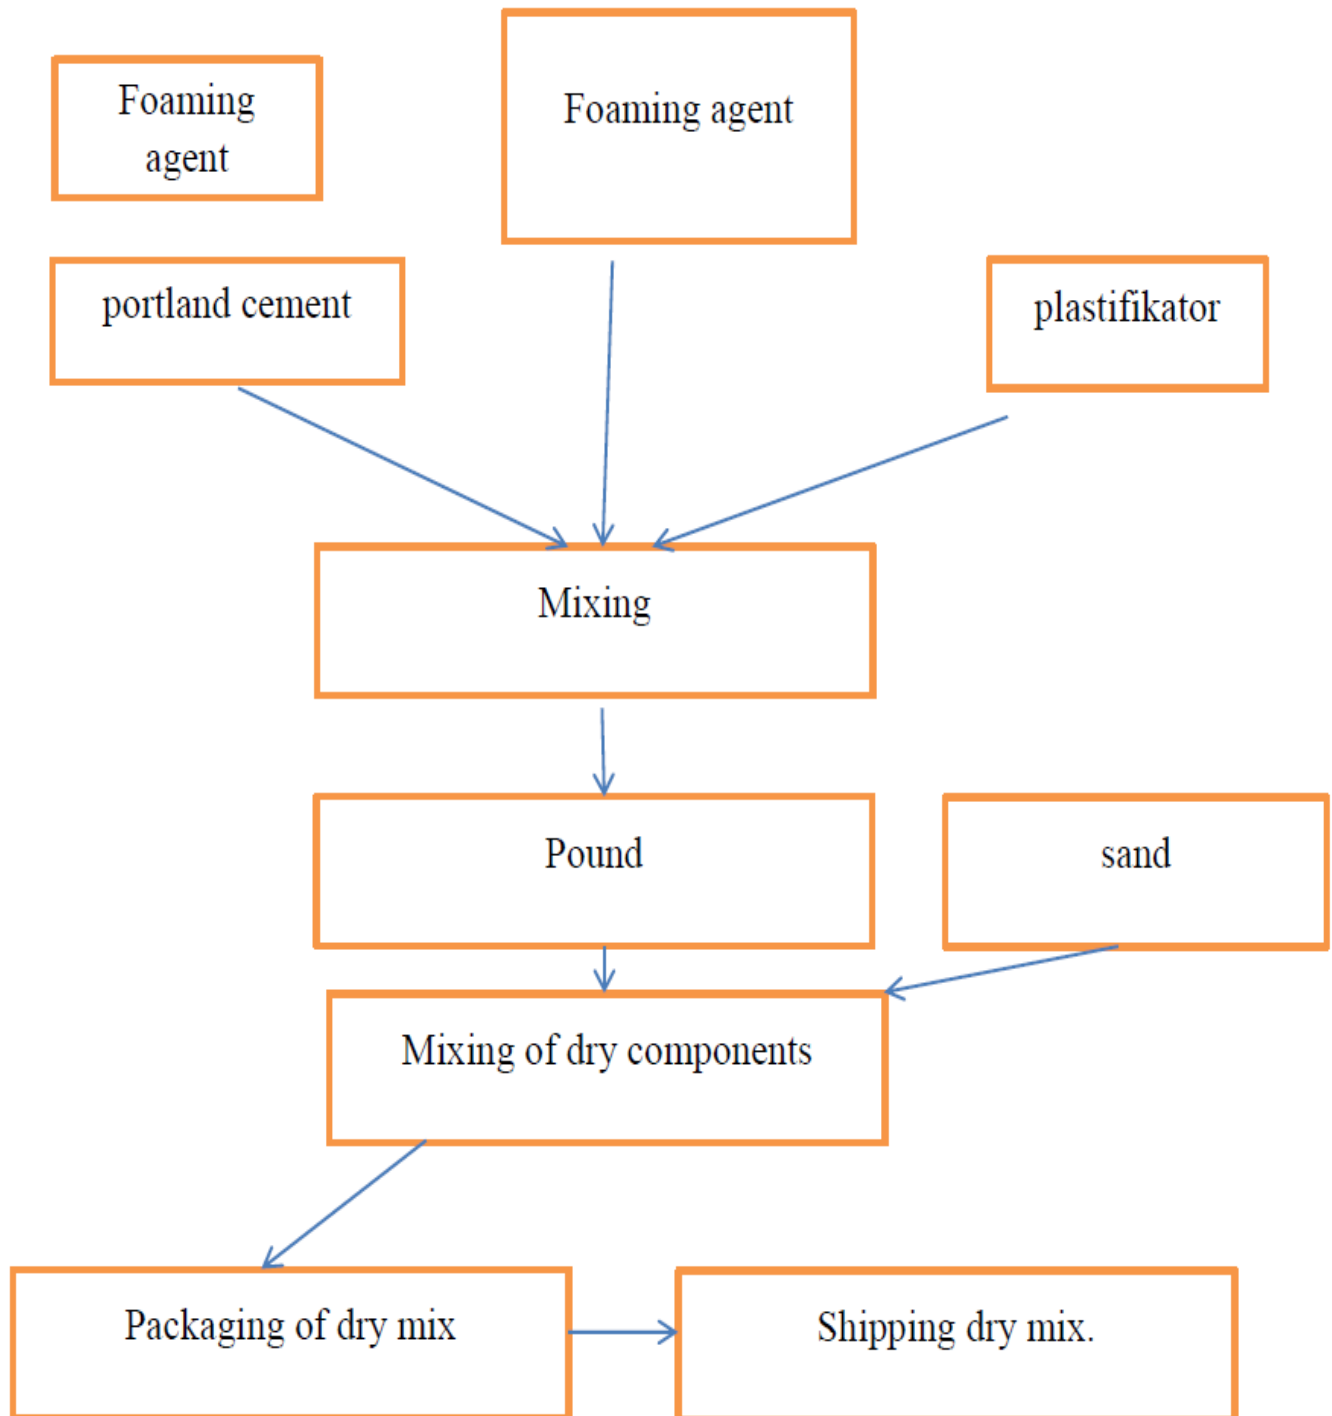 Foaming
agent
Foaming agent
portland cement
plastifikator
Mixing
Pound
sand
Mixing of dry components
Packaging of dry mix
Shipping dry mix.